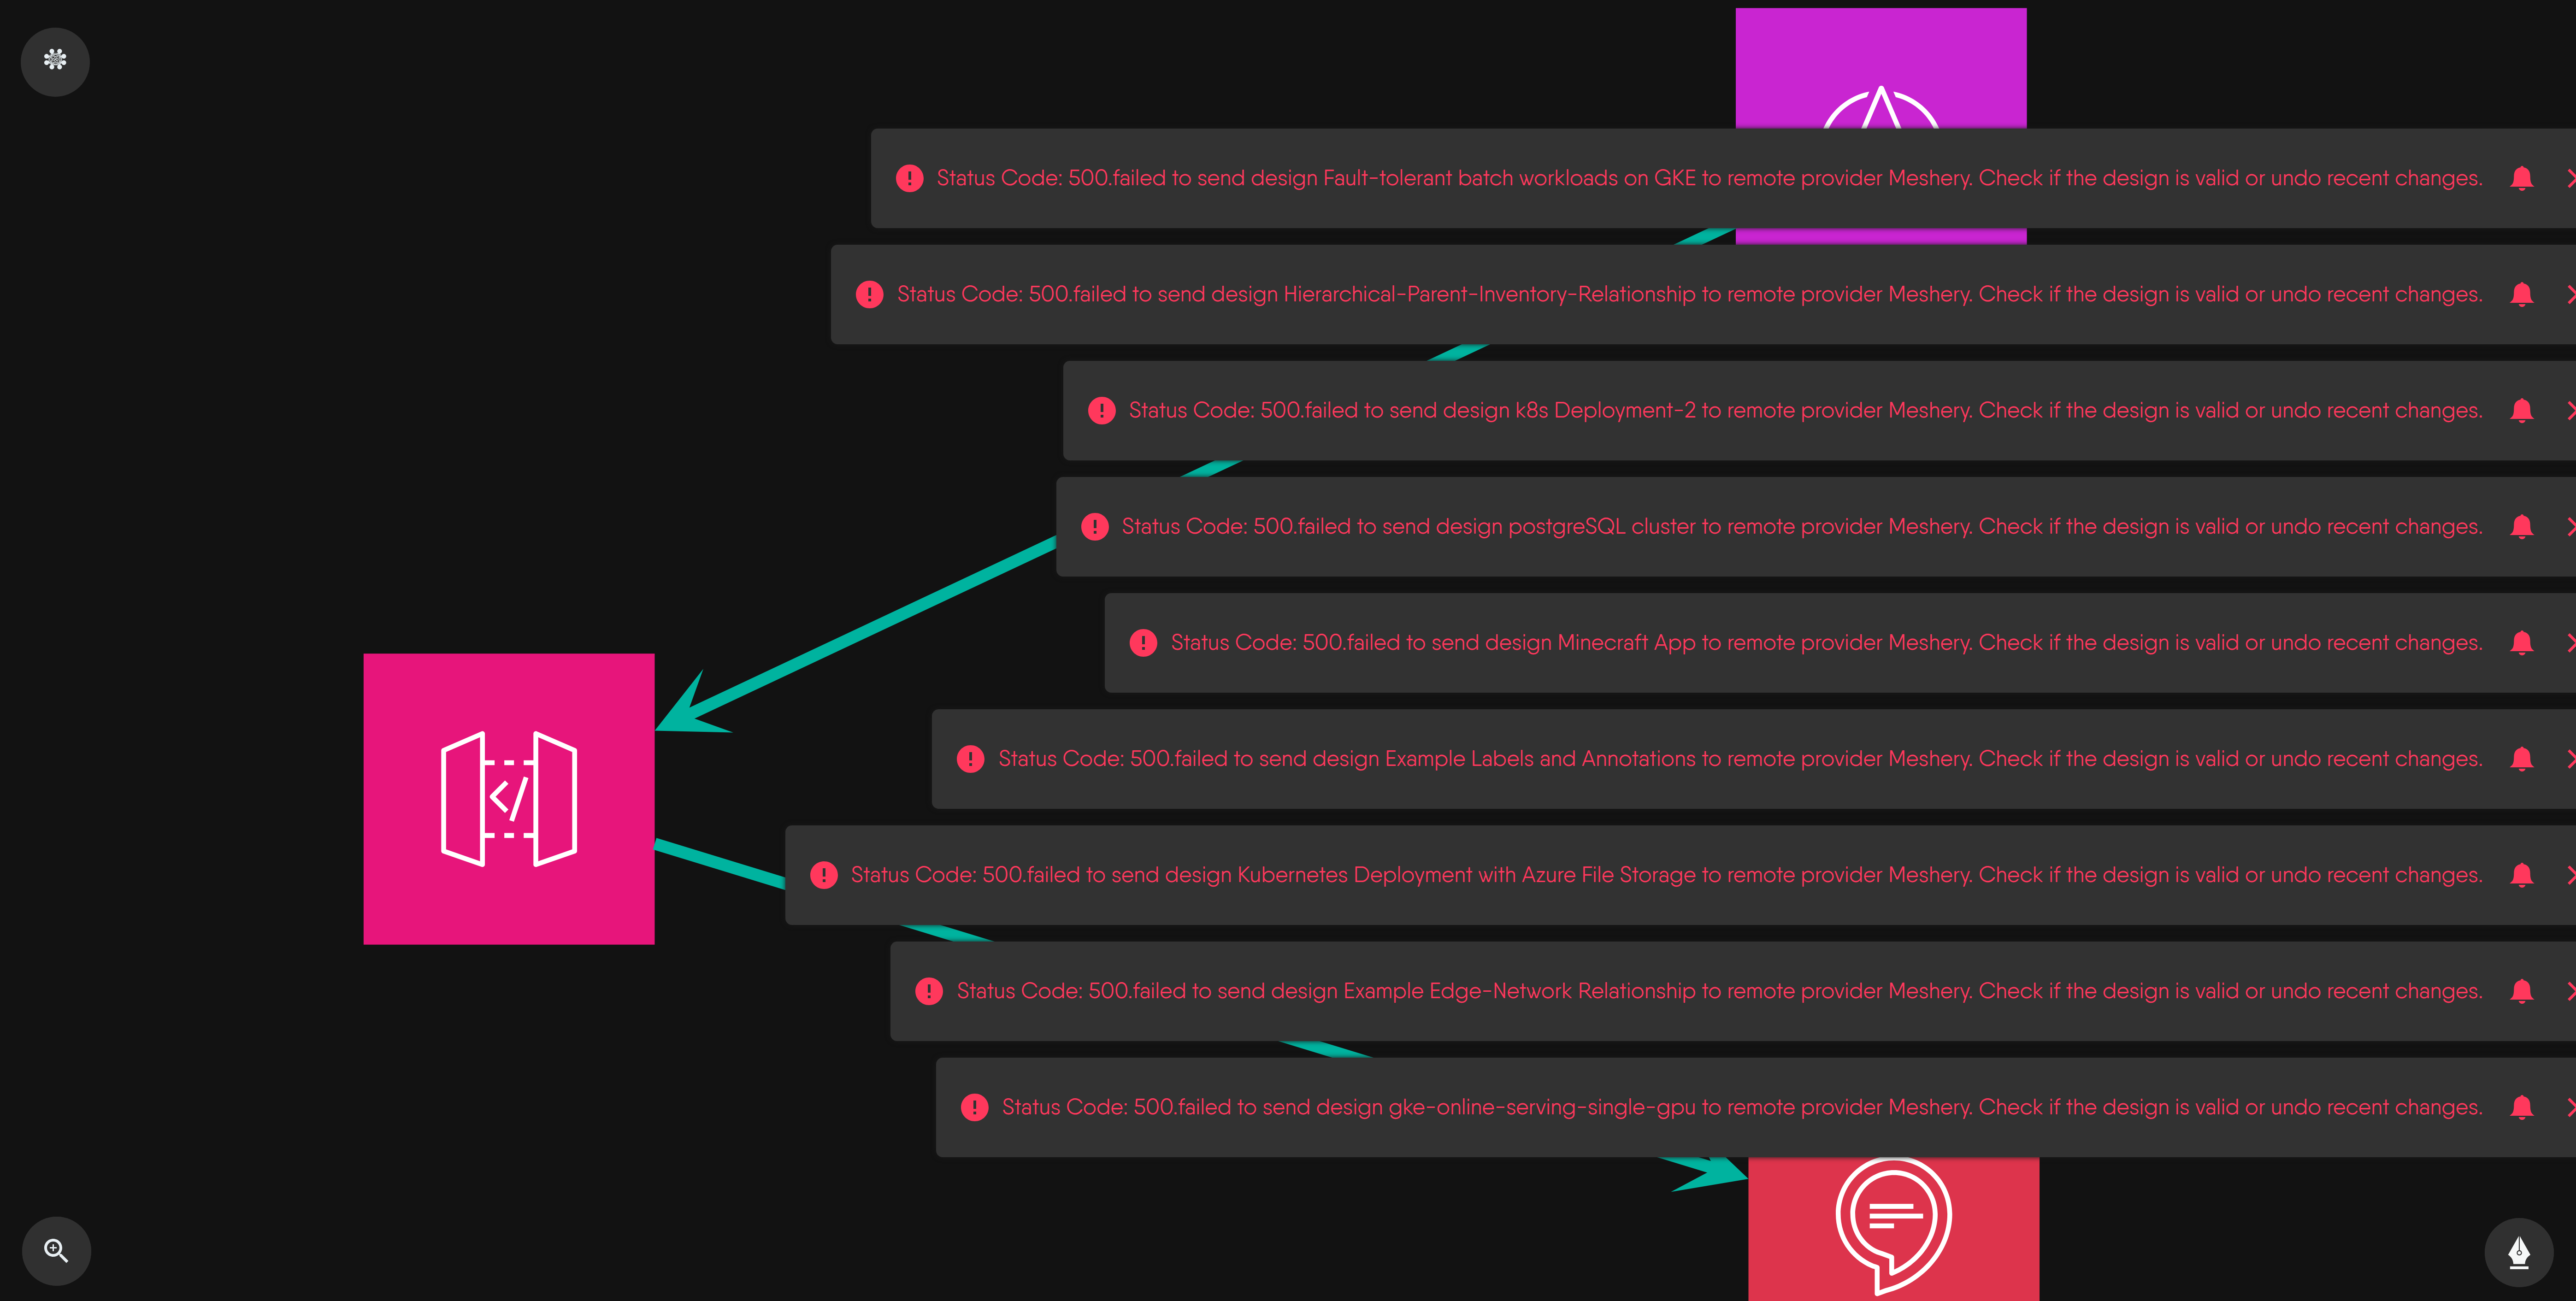 Status Code: 500.failed to send design Fault-tolerant batch workloads on GKE to remote provider Meshery. Check if the design is valid or undo recent changes.
Status Code: 500.failed to send design Hierarchical-Parent-Inventory-Relationship to remote provider Meshery. Check if the design is valid or undo recent changes.
Status Code: 500.failed to send design k8s Deployment-2 to remote provider Meshery. Check if the design is valid or undo recent changes.
Status Code: 500.failed to send design postgreSQL cluster to remote provider Meshery. Check if the design is valid or undo recent changes.
Status Code: 500.failed to send design Minecraft App to remote provider Meshery. Check if the design is valid or undo recent changes.
Status Code: 500.failed to send design Example Labels and Annotations to remote provider Meshery. Check if the design is valid or undo recent changes.
Status Code: 500.failed to send design Kubernetes Deployment with Azure File Storage to remote provider Meshery. Check if the design is valid or undo recent changes.
Status Code: 500.failed to send design Example Edge-Network Relationship to remote provider Meshery. Check if the design is valid or undo recent changes.
Status Code: 500.failed to send design gke-online-serving-single-gpu to remote provider Meshery. Check if the design is valid or undo recent changes.